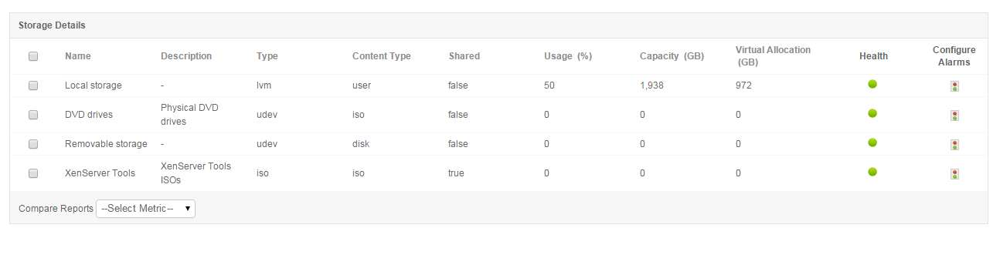 Storage Details
Name Description Type Content Type Shared Usage (%) Capacity (GB) Virtual Allocation (GB) Health Configure Alarms
Local storage - lvm user false 50 1,938 972
DVD drives Physical DVD drives udev iso false 0 0 0
Removable storage - udev disk false 0 0 0
XenServer Tools XenServer Tools ISOs iso iso true 0 0 0
Compare Reports --Select Metric--